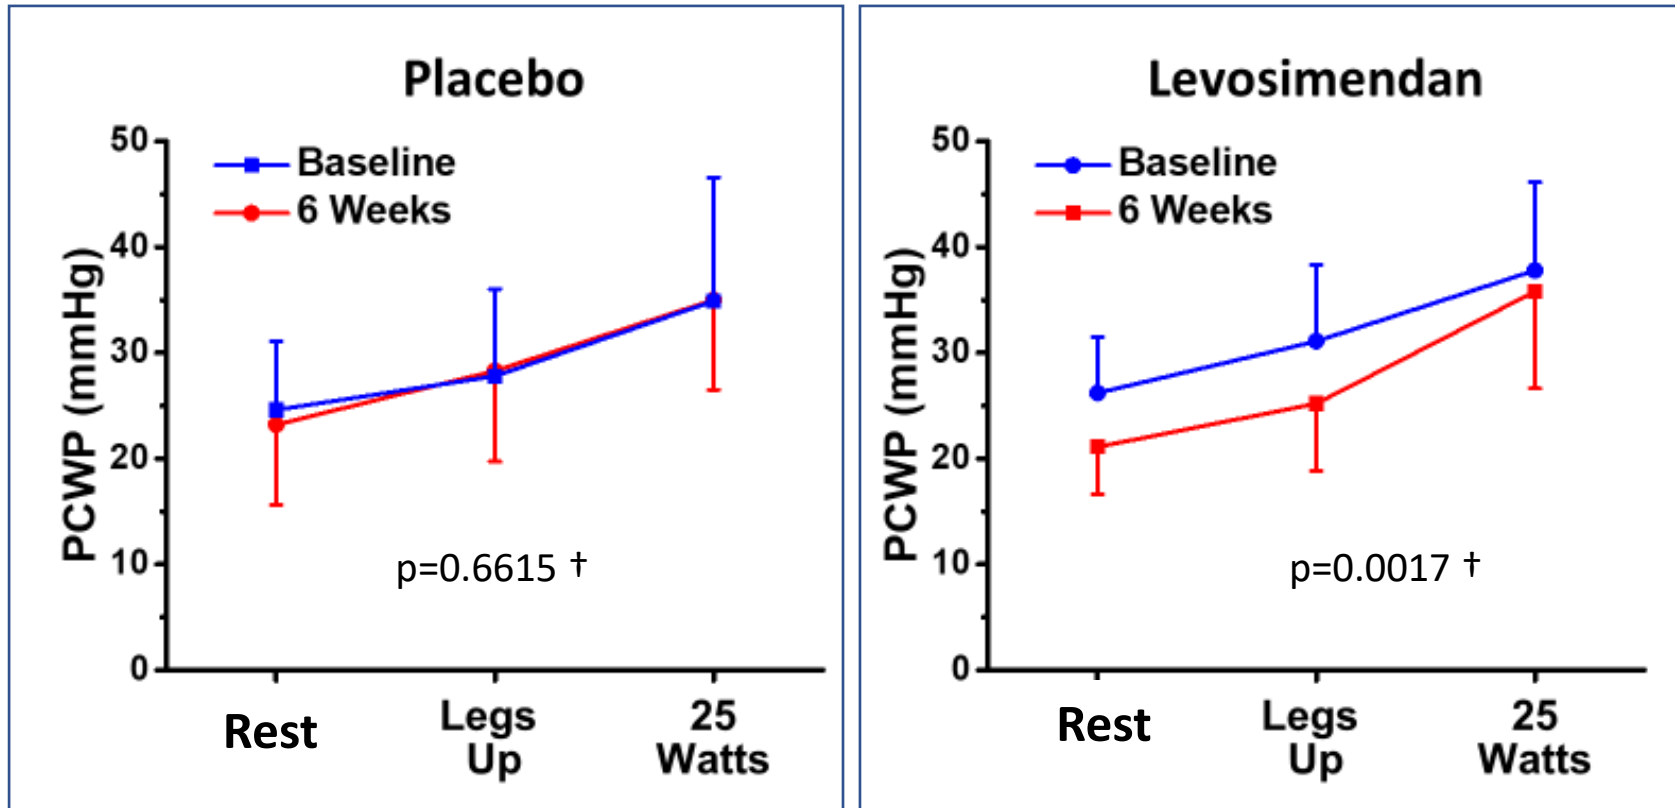 Placebo
50
40
30
20
10
0
PCWP (mmHg)
Baseline
6 Weeks
p=0.6615 †
Rest
Legs
Up
25
Watts
Levosimendan
50
40
30
20
10
0
PCWP (mmHg)
Baseline
6 Weeks
p=0.0017 †
Rest
Legs
Up
25
Watts